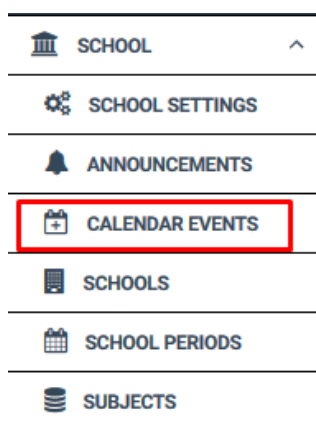 SCHOOL
SCHOOL SETTINGS
ANNOUNCEMENTS
CALENDAR EVENTS
SCHOOLS
SCHOOL PERIODS
SUBJECTS